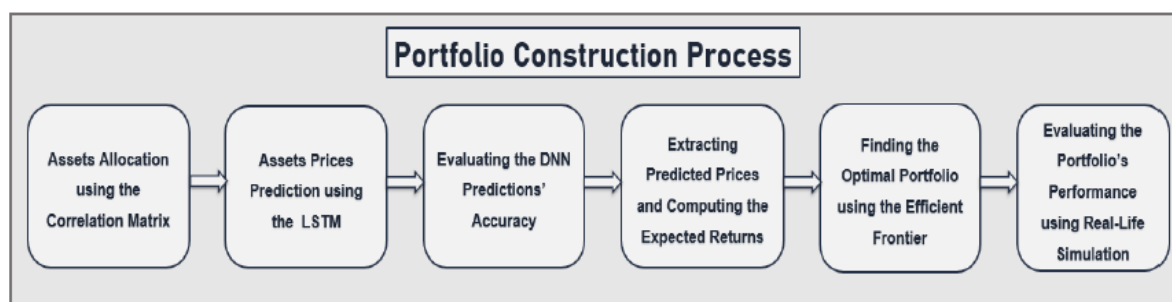 Portfolio Construction Process
Assets Allocation
using the
Correlation Matrix
Assets Prices
Prediction using
the LSTM
Evaluating the DNN
Predictions'
Accuracy
Extracting
Predicted Prices
and Computing the
Expected Returns
Finding the
Optimal Portfolio
using the Efficient
Frontier
Evaluating the
Portfolio's
Performance
using Real-Life
Simulation